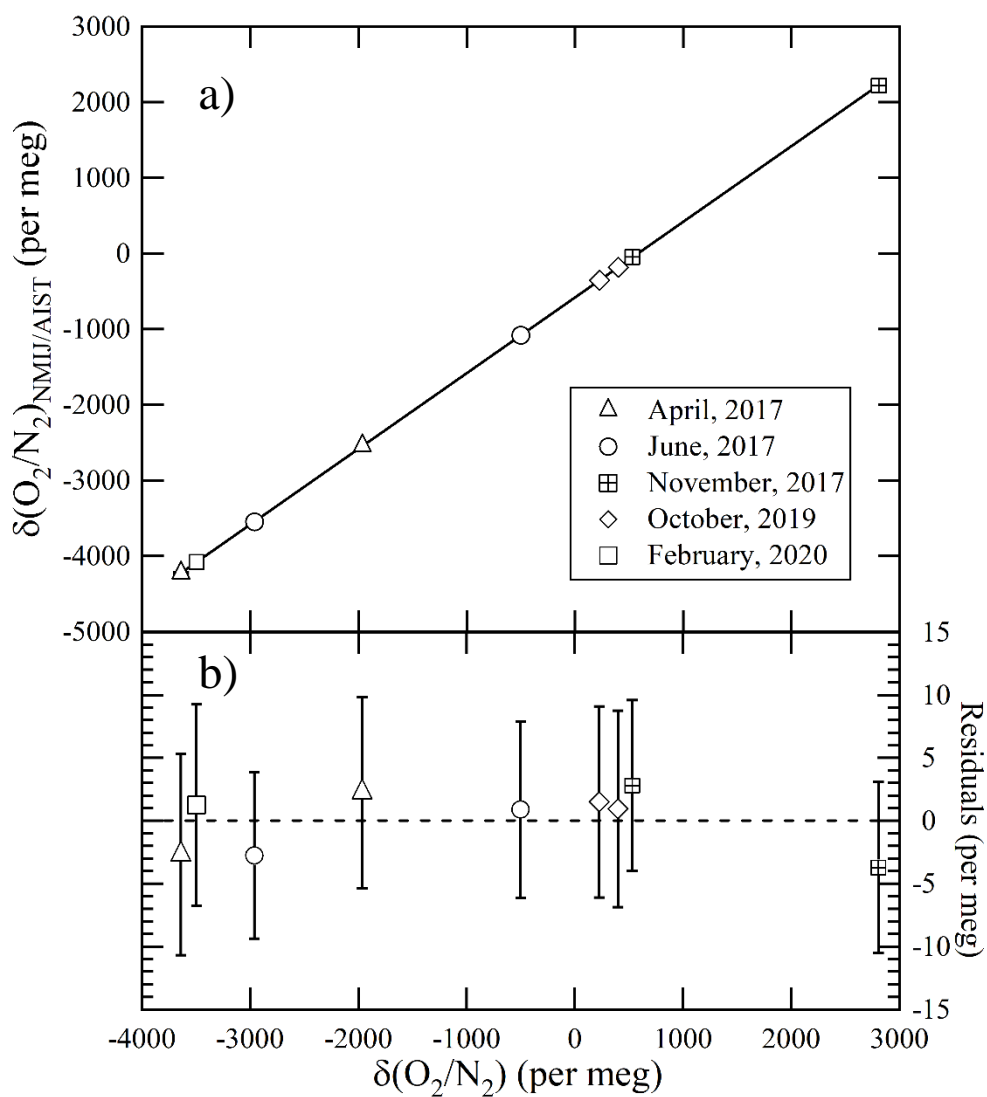 a)
δ(O₂/N₂)NMIJ/AIST (per meg)
3000
2000
1000
0
-1000
-2000
-3000
-4000
-5000
April, 2017
June, 2017
November, 2017
October, 2019
February, 2020
b)
15
10
5
0
-5
-10
-15
Residuals (per meg)
-4000 -3000 -2000 -1000 0 1000 2000 3000
δ(O₂/N₂) (per meg)